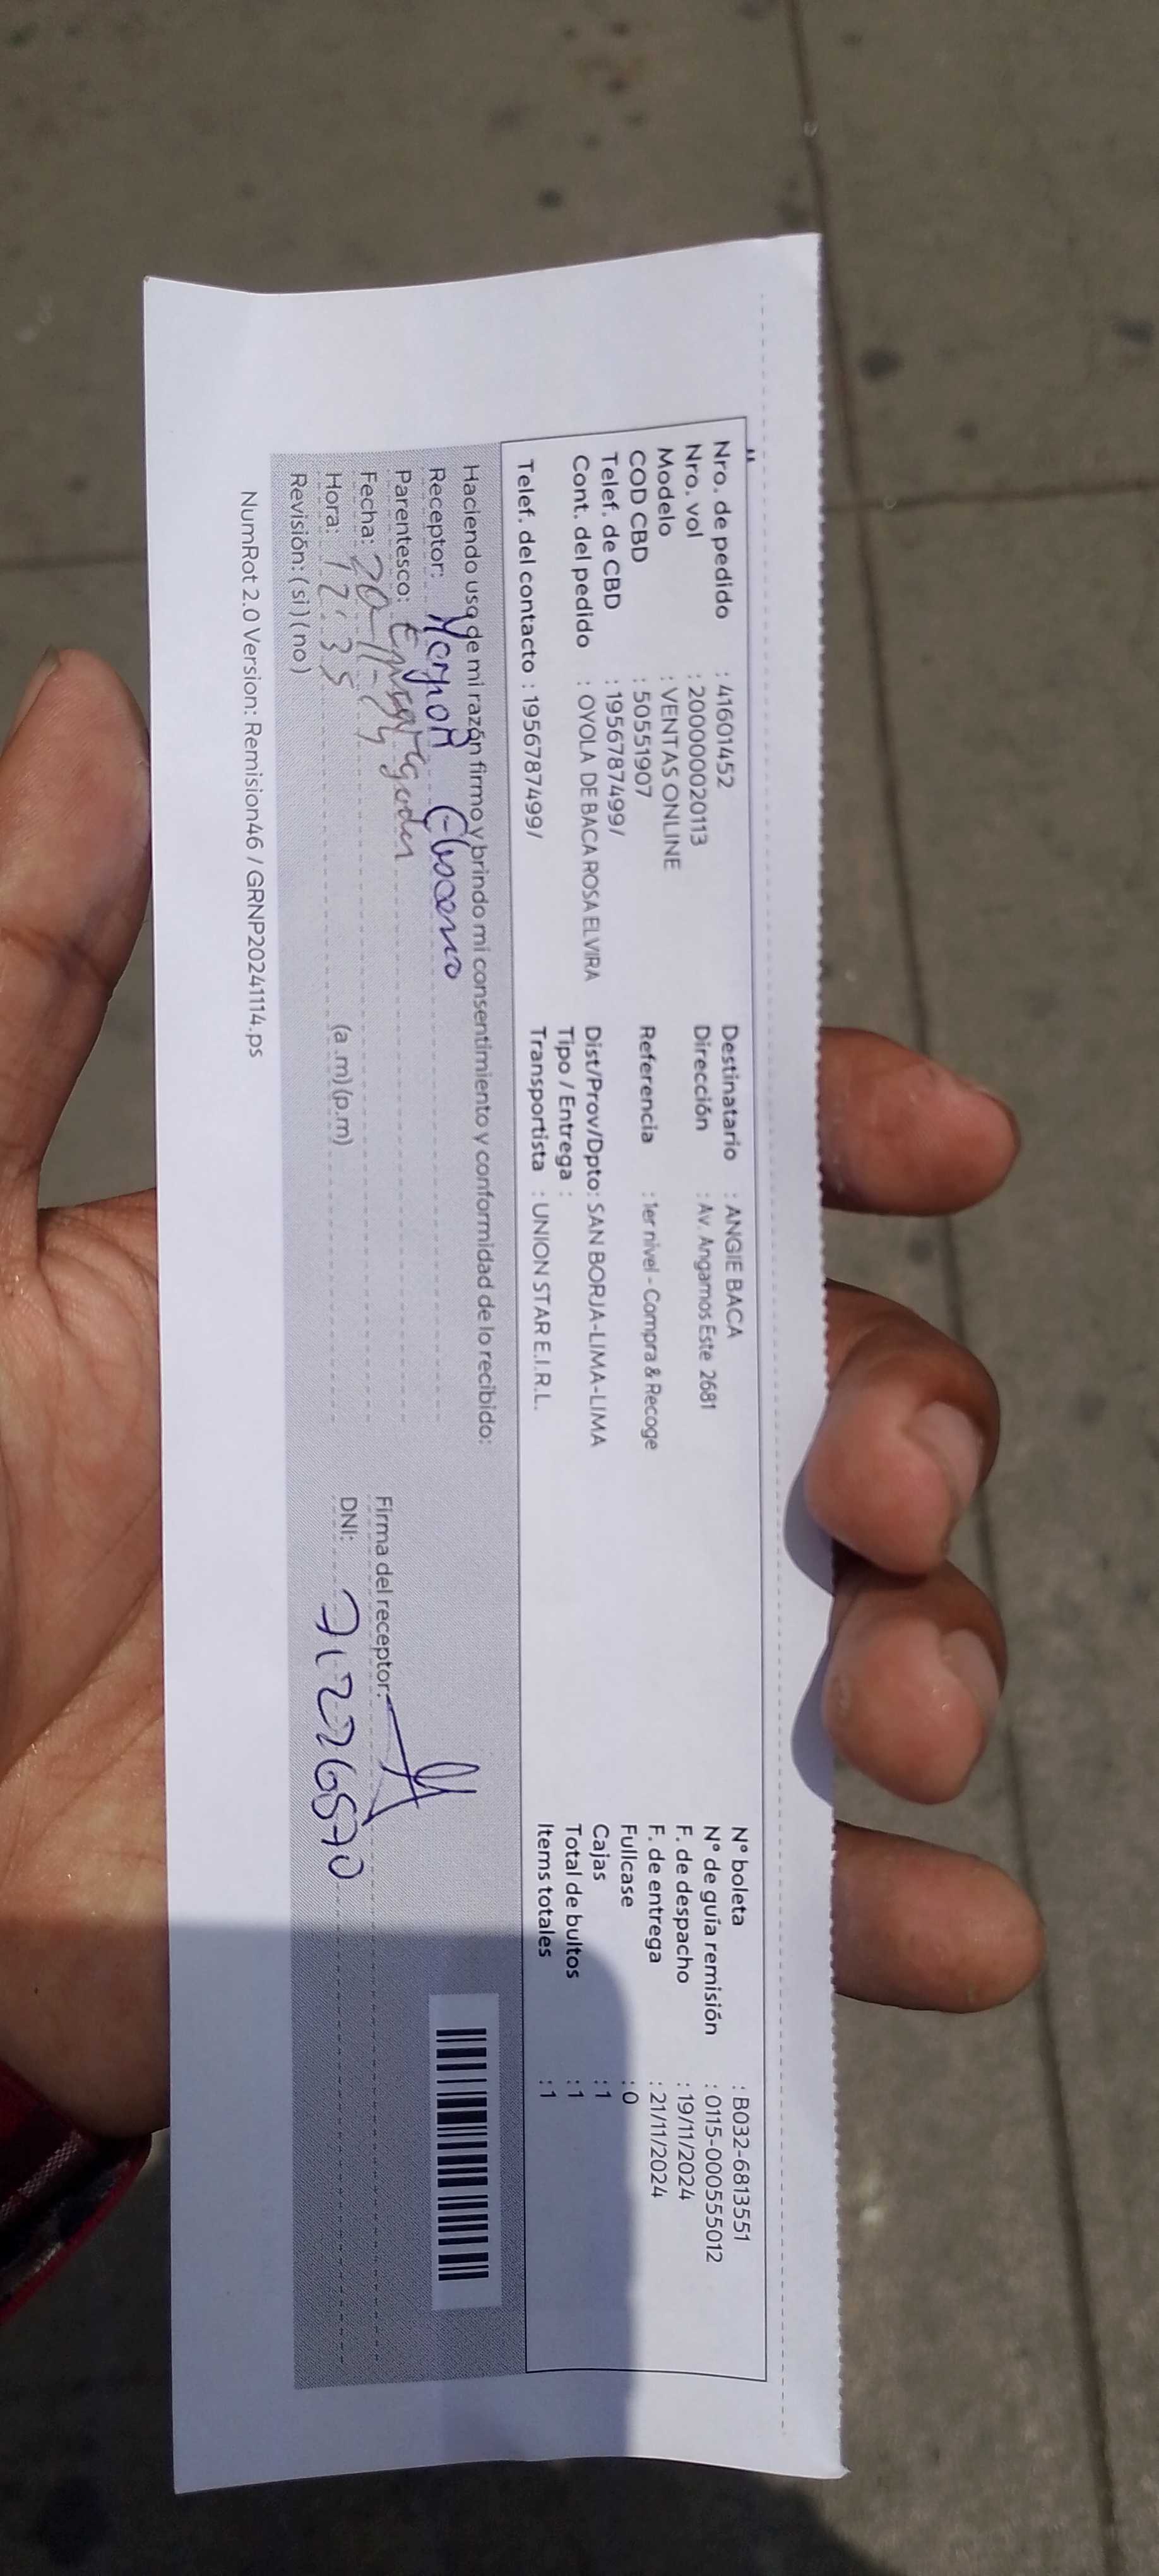 Nro. de pedido : 41601452
Nro. vol : 200000020113
Modelo : VENTAS ONLINE
COD CBD : 50551907
Telef. de CBD : 1956787499/
Cont. del pedido : OYOLA DE BACA ROSA ELVIRA
Telef. del contacto : 1956787499/
Destinatario : ANGIE BACA
Dirección : Av. Angamos Este 2681
Referencia : 1er nivel - Compra & Recoge
Dist/Prov/Dpto: SAN BORJA-LIMA-LIMA
Tipo / Entrega :
Transportista : UNION STAR E.I.R.L.
N° boleta : B032-6813551
N° de guía remisión : 0115-000555012
F. de despacho : 19/11/2024
F. de entrega : 21/11/2024
Fullcase : 0
Cajas : 1
Total de bultos : 1
Items totales : 1
Haciendo uso de mi razón firmo y brindo mi consentimiento y conformidad de lo recibido:
Receptor:
Parentesco:
Fecha: 20-11-24
Hora: 12:35 (a.m)(p.m)
Revisión: (si) (no)
Firma del receptor:
DNI:
NumRot 2.0 Version: Remision46 / GRNP20241114.ps